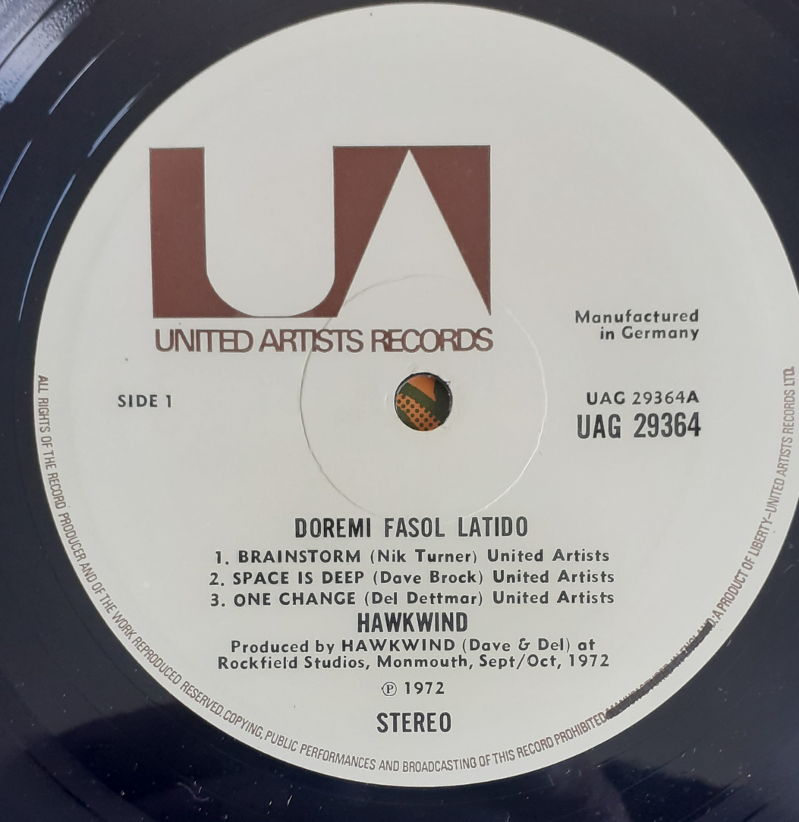 UA
UNITED ARTISTS RECORDS
Manufactured
in Germany
SIDE 1
UAG 29364A
UAG 29364
DOREMI FASOL LATIDO
1. BRAINSTORM (Nik Turner) United Artists
2. SPACE IS DEEP (Dave Brock) United Artists
3. ONE CHANGE (Del Dettmar) United Artists
HAWKWIND
Produced by HAWKWIND (Dave & Del) at
Rockfield Studios, Monmouth, Sept/Oct, 1972
℗ 1972
STEREO
ALL RIGHTS OF THE RECORD PRODUCER AND OF THE WORK REPRODUCED RESERVED. COPYING, PUBLIC PERFORMANCES AND BROADCASTING OF THIS RECORD PROHIBITED. A PRODUCT OF LIBERTY–UNITED ARTISTS RECORDS LTD.